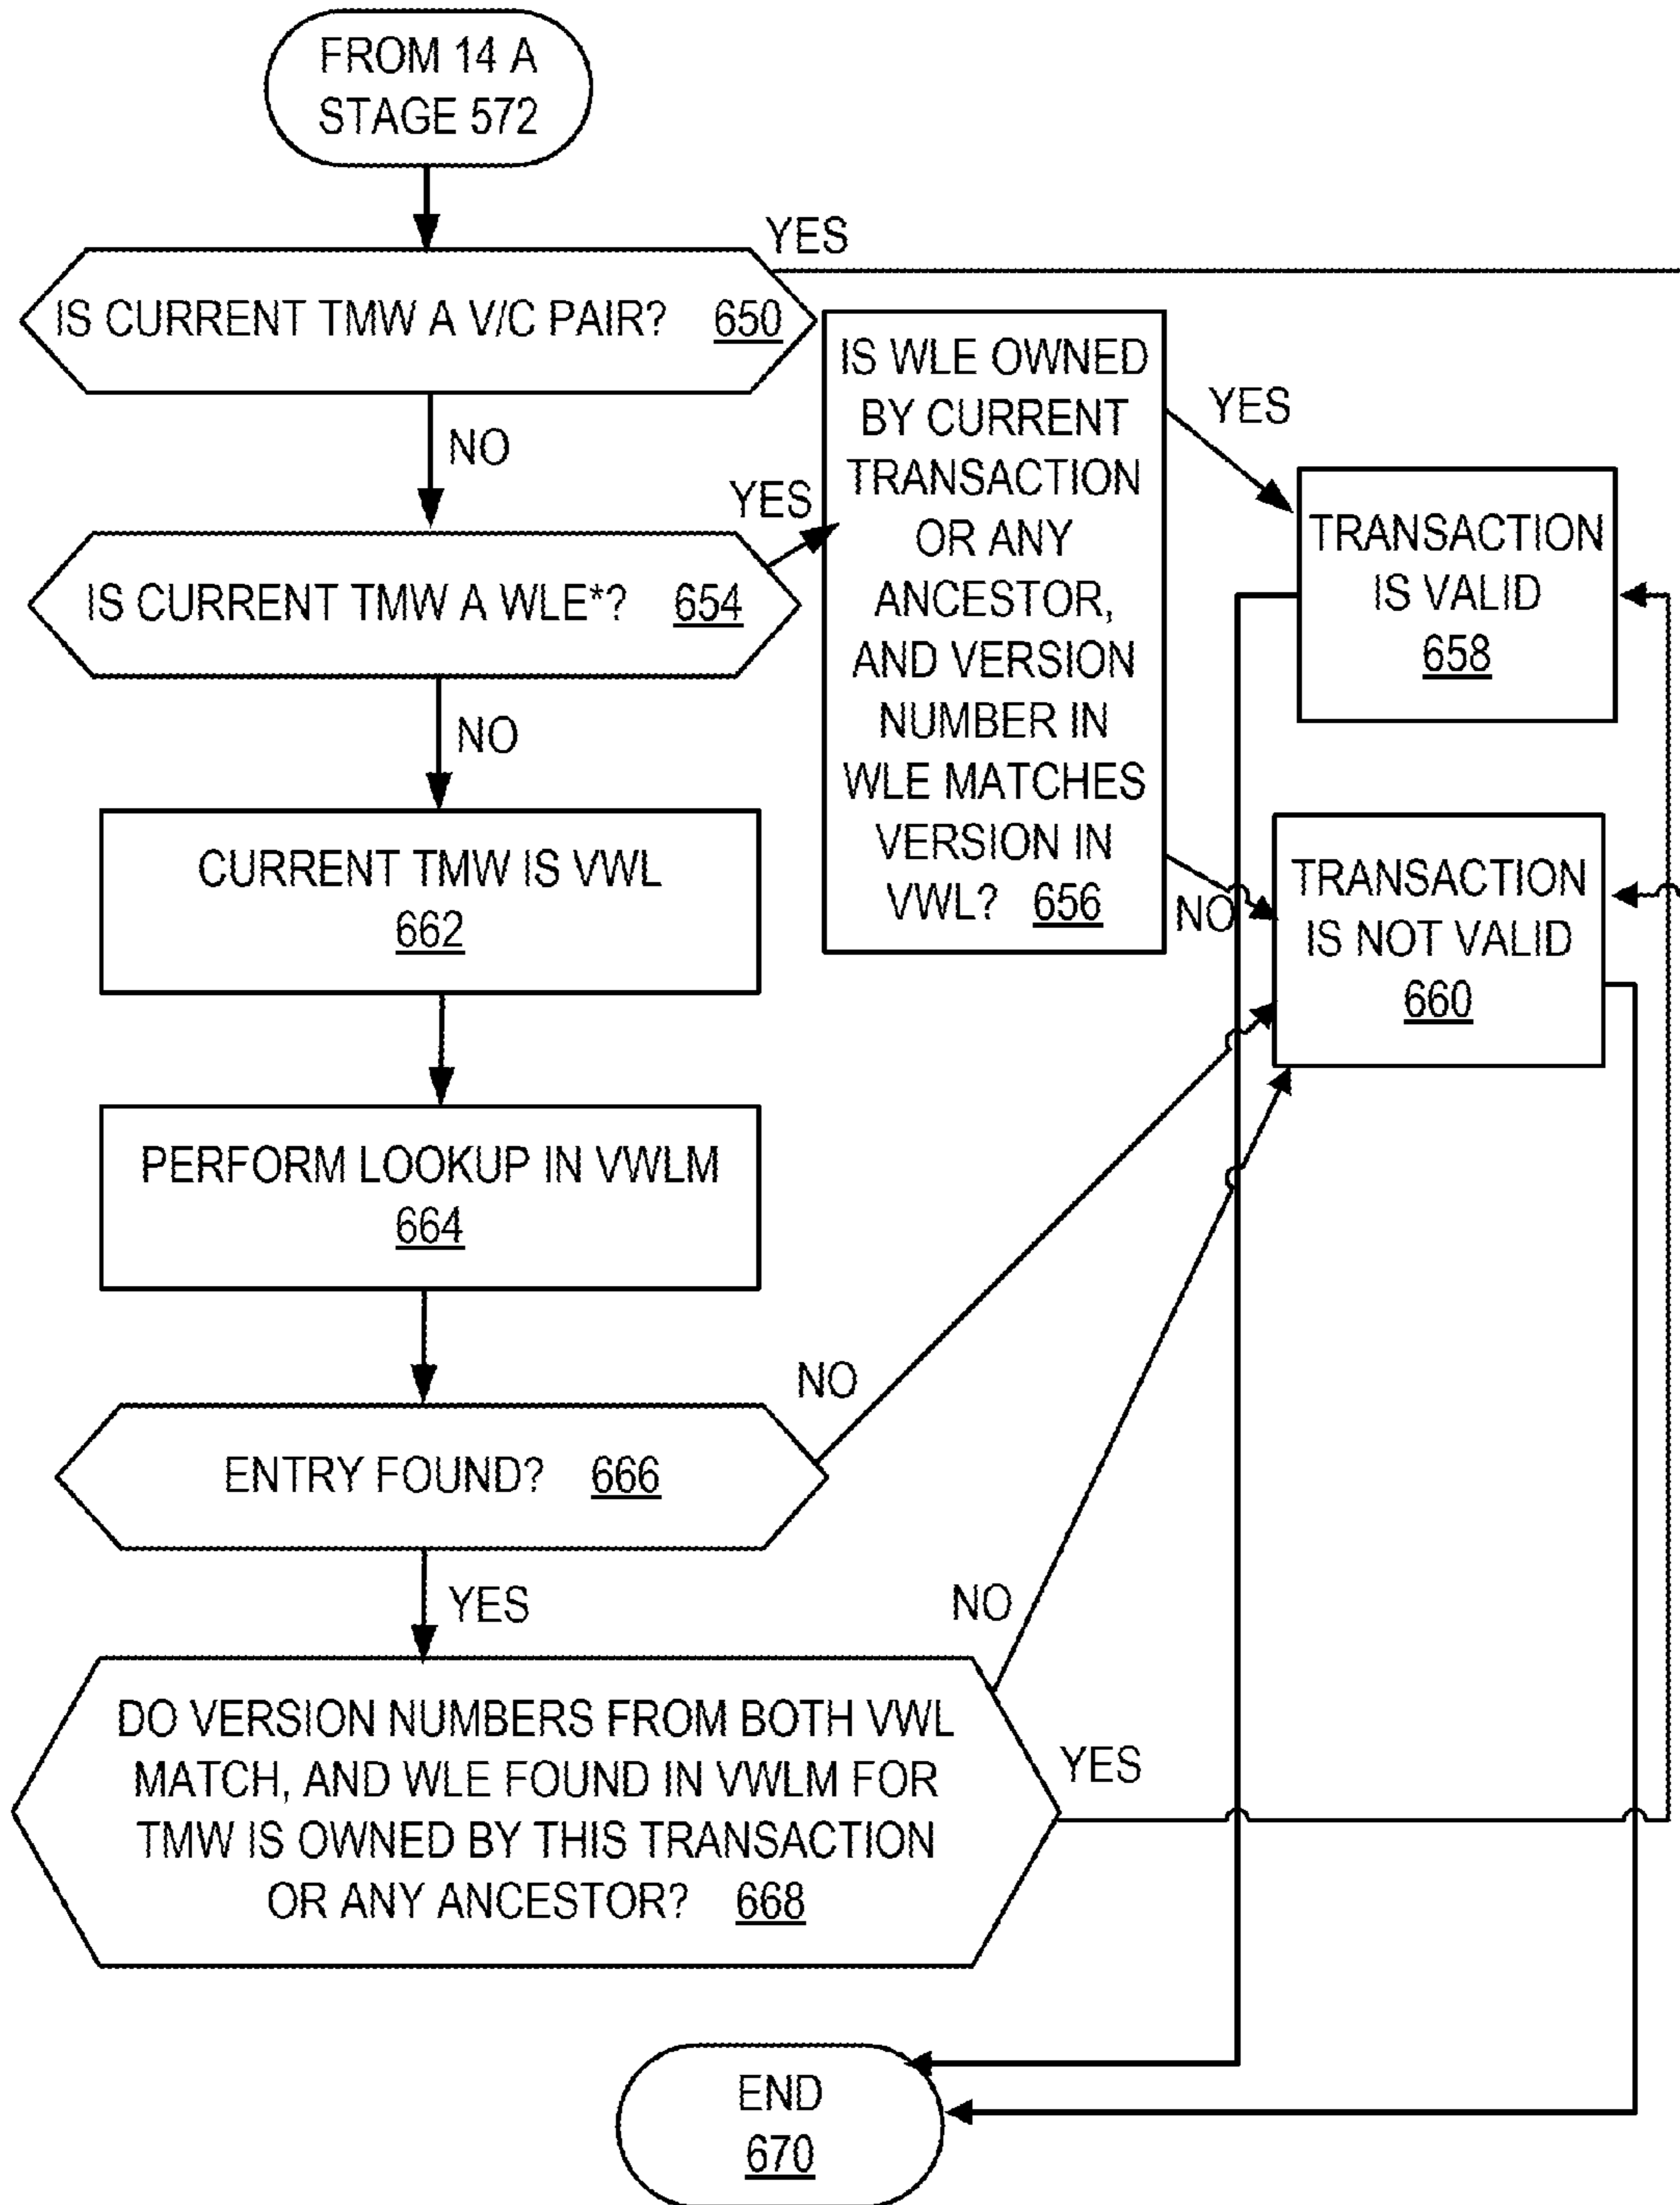 FROM 14 A
STAGE 572
YES
IS CURRENT TMW A V/C PAIR? 650
NO
YES
IS CURRENT TMW A WLE*? 654
IS WLE OWNED
BY CURRENT
TRANSACTION
OR ANY
ANCESTOR,
AND VERSION
NUMBER IN
WLE MATCHES
VERSION IN
VWL? 656
YES
TRANSACTION
IS VALID
658
NO
TRANSACTION
IS NOT VALID
660
NO
CURRENT TMW IS VWL
662
PERFORM LOOKUP IN VWLM
664
NO
ENTRY FOUND? 666
YES
NO
DO VERSION NUMBERS FROM BOTH VWL
MATCH, AND WLE FOUND IN VWLM FOR
TMW IS OWNED BY THIS TRANSACTION
OR ANY ANCESTOR? 668
YES
END
670